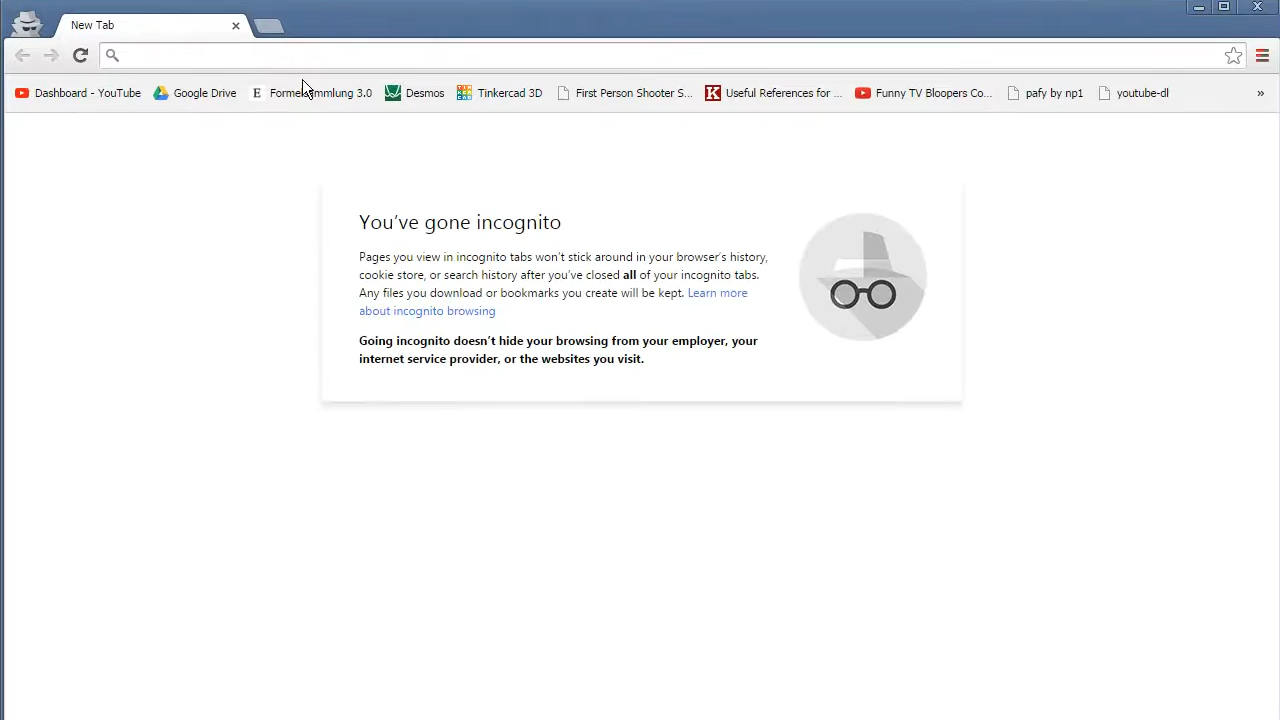 New Tab
Dashboard - YouTube Google Drive E Desmos Tinkercad 3D First Person Shooter S... K Useful References for ... Funny TV Bloopers Co... pafy by np1 youtube-dl »
You've gone incognito
Pages you view in incognito tabs won't stick around in your browser's history,
cookie store, or search history after you've closed all of your incognito tabs.
Any files you download or bookmarks you create will be kept. Learn more
about incognito browsing
Going incognito doesn't hide your browsing from your employer, your
internet service provider, or the websites you visit.